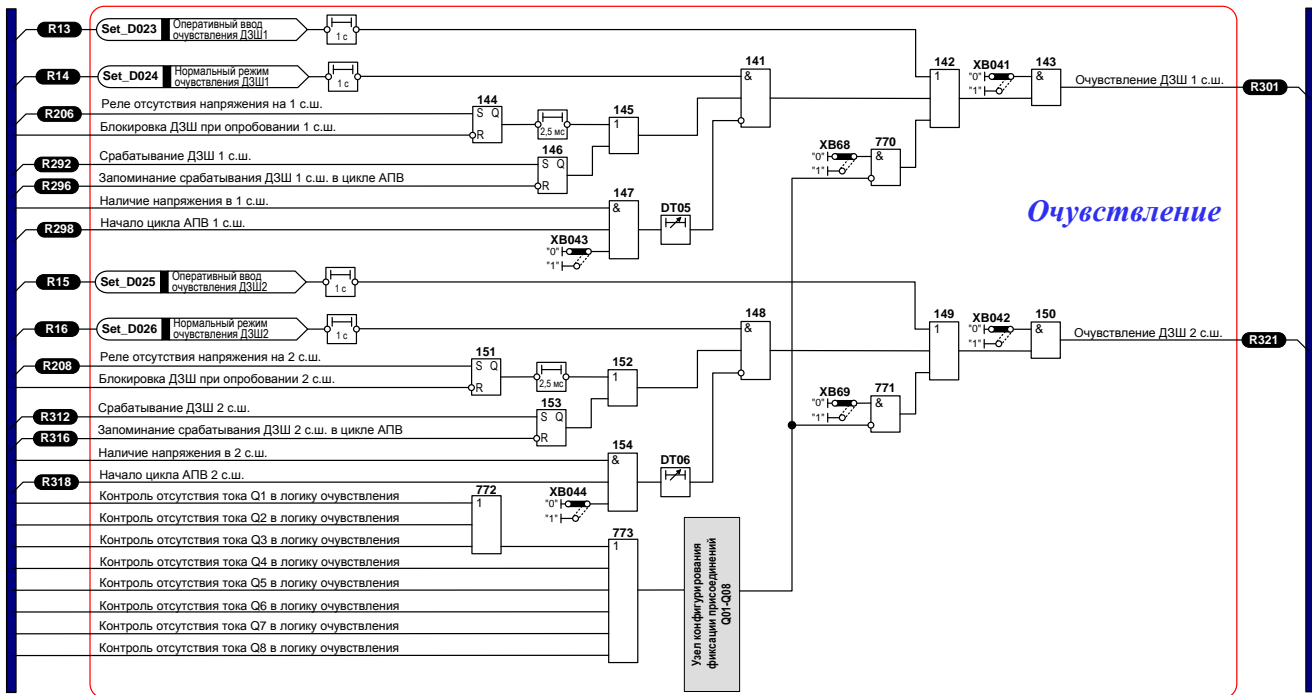 R13 Set_D023 Оперативный ввод
очувствления ДЗШ1
1 с
R14 Set_D024 Нормальный режим
очувствления ДЗШ1
1 с
R206 Реле отсутствия напряжения на 1 с.ш.
Блокировка ДЗШ при опробовании 1 с.ш.
144
S Q
R
2,5 мс
145
1
R292 Срабатывание ДЗШ 1 с.ш.
R296 Запоминание срабатывания ДЗШ 1 с.ш. в цикле АПВ
146
S Q
R
Наличие напряжения в 1 с.ш.
R298 Начало цикла АПВ 1 с.ш.
147
&
XB043
"0"
"1"
DT05
141
&
142
1
XB041
"0"
"1"
143
&
Очувствление ДЗШ 1 с.ш.
R301
XB68
"0"
"1"
770
&
Очувствление
R15 Set_D025 Оперативный ввод
очувствления ДЗШ2
1 с
R16 Set_D026 Нормальный режим
очувствления ДЗШ2
1 с
R208 Реле отсутствия напряжения на 2 с.ш.
Блокировка ДЗШ при опробовании 2 с.ш.
151
S Q
R
2,5 мс
152
1
R312 Срабатывание ДЗШ 2 с.ш.
R316 Запоминание срабатывания ДЗШ 2 с.ш. в цикле АПВ
153
S Q
R
Наличие напряжения в 2 с.ш.
R318 Начало цикла АПВ 2 с.ш.
154
&
XB044
"0"
"1"
DT06
148
&
149
1
XB042
"0"
"1"
150
&
Очувствление ДЗШ 2 с.ш.
R321
XB69
"0"
"1"
771
&
Контроль отсутствия тока Q1 в логику очувствления
Контроль отсутствия тока Q2 в логику очувствления
Контроль отсутствия тока Q3 в логику очувствления
Контроль отсутствия тока Q4 в логику очувствления
Контроль отсутствия тока Q5 в логику очувствления
Контроль отсутствия тока Q6 в логику очувствления
Контроль отсутствия тока Q7 в логику очувствления
Контроль отсутствия тока Q8 в логику очувствления
772
1
773
1
Узел конфигурирования
фиксации присоединений
Q01-Q08